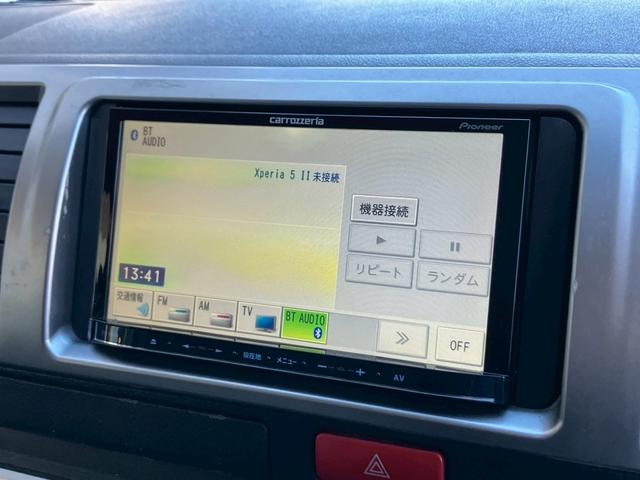 carrozzeria
Pioneer
BT
AUDIO
Xperia 5 II未接続
機器接続
リピート
ランダム
13:41
交通情報
FM
AM
TV
BT AUDIO
OFF
現在地
メニュー
AV